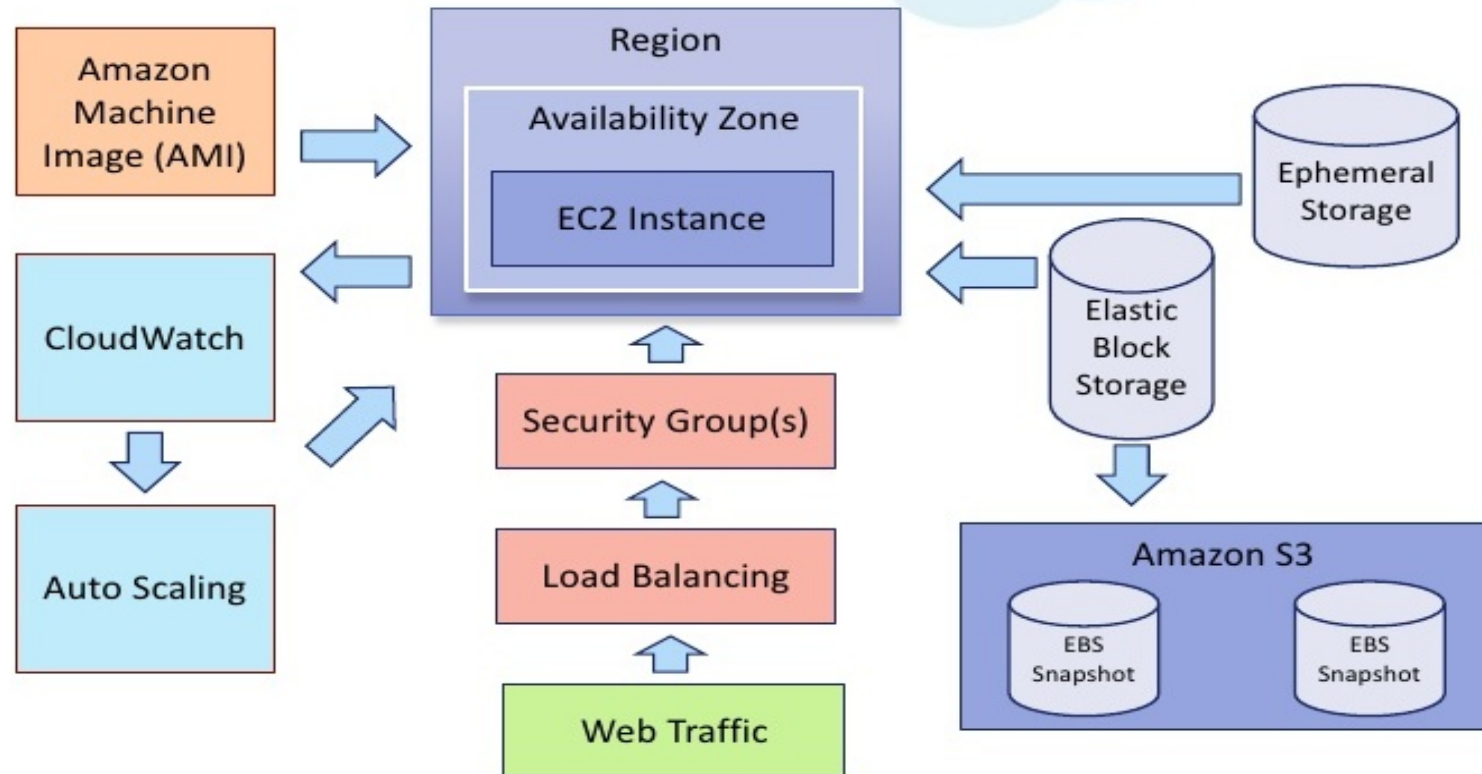 Amazon
Machine
Image (AMI)
Region
Availability Zone
EC2 Instance
Ephemeral
Storage
CloudWatch
Elastic
Block
Storage
Security Group(s)
Auto Scaling
Load Balancing
Web Traffic
Amazon S3
EBS
Snapshot
EBS
Snapshot